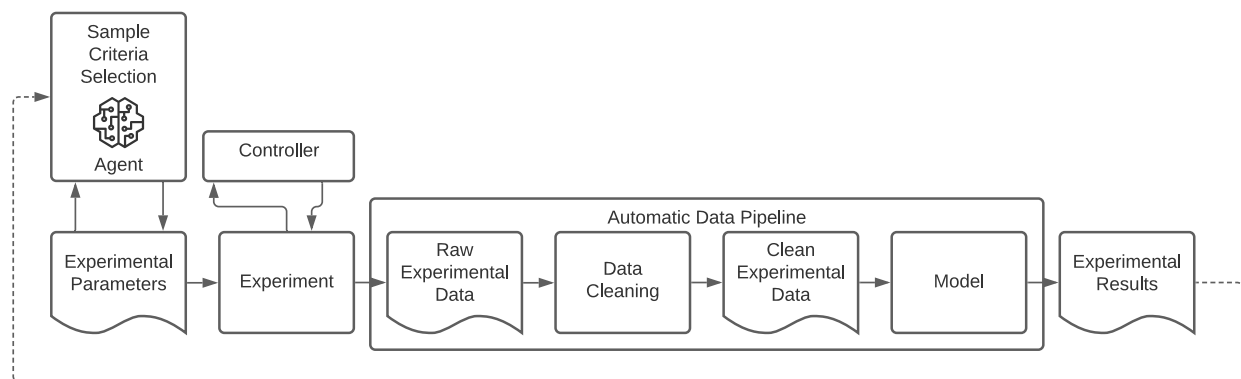 Sample
Criteria
Selection
Agent
Controller
Automatic Data Pipeline
Experimental
Parameters
Experiment
Raw
Experimental
Data
Data
Cleaning
Clean
Experimental
Data
Model
Experimental
Results